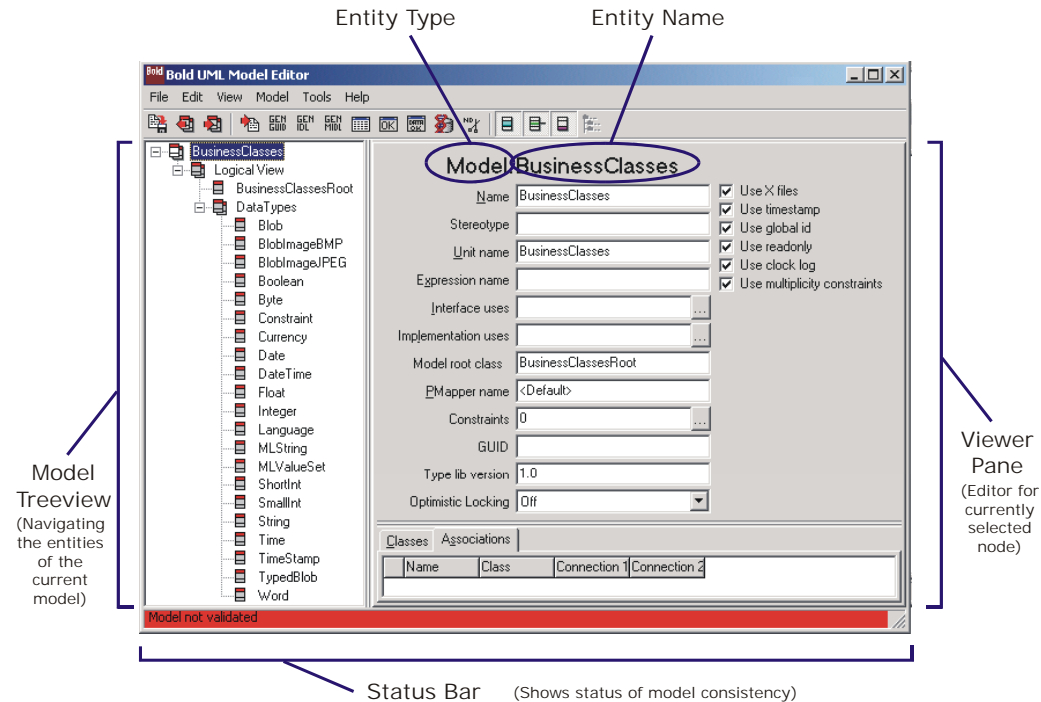 Entity Type
Entity Name
Bold Bold UML Model Editor
File Edit View Model Tools Help
GEN GUID GEN IDL GEN MIDL OK DATA OK ND
BusinessClasses
Logical View
BusinessClassesRoot
DataTypes
Blob
BlobImageBMP
BlobImageJPEG
Boolean
Byte
Constraint
Currency
Date
DateTime
Float
Integer
Language
MLString
MLValueSet
ShortInt
SmallInt
String
Time
TimeStamp
TypedBlob
Word
Model:BusinessClasses
Name BusinessClasses
Stereotype
Unit name BusinessClasses
Expression name
Interface uses ...
Implementation uses ...
Model root class BusinessClassesRoot
PMapper name <Default>
Constraints 0 ...
GUID
Type lib version 1.0
Optimistic Locking Off
Use X files
Use timestamp
Use global id
Use readonly
Use clock log
Use multiplicity constraints
Classes Associations
Name Class Connection 1 Connection 2
Model not validated
Model
Treeview
(Navigating
the entities
of the
current
model)
Viewer
Pane
(Editor for
currently
selected
node)
Status Bar (Shows status of model consistency)